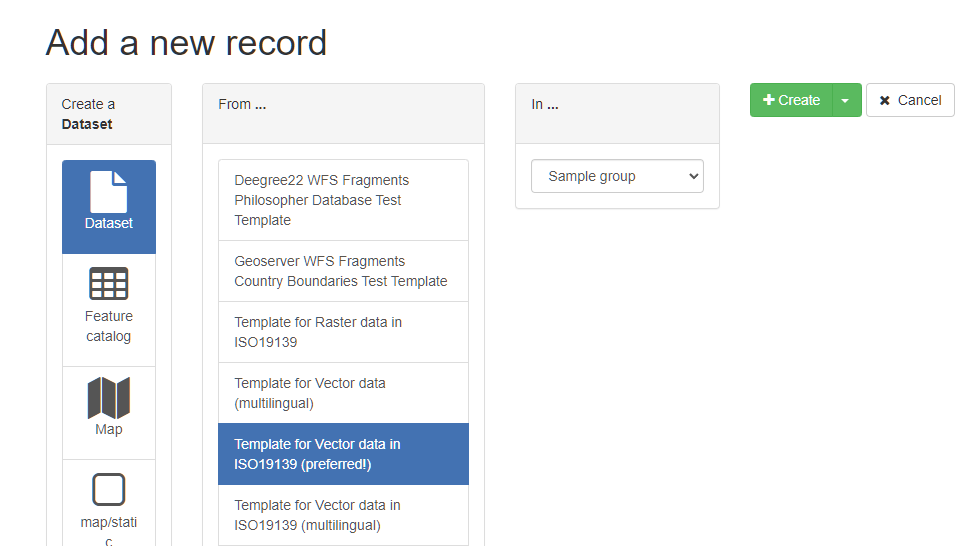 Add a new record
Create a
Dataset
Dataset
Feature
catalog
Map
map/stati
c
From ...
Deegree22 WFS Fragments
Philosopher Database Test
Template
Geoserver WFS Fragments
Country Boundaries Test Template
Template for Raster data in
ISO19139
Template for Vector data
(multilingual)
Template for Vector data in
ISO19139 (preferred!)
Template for Vector data in
ISO19139 (multilingual)
In ...
Sample group
Create
Cancel